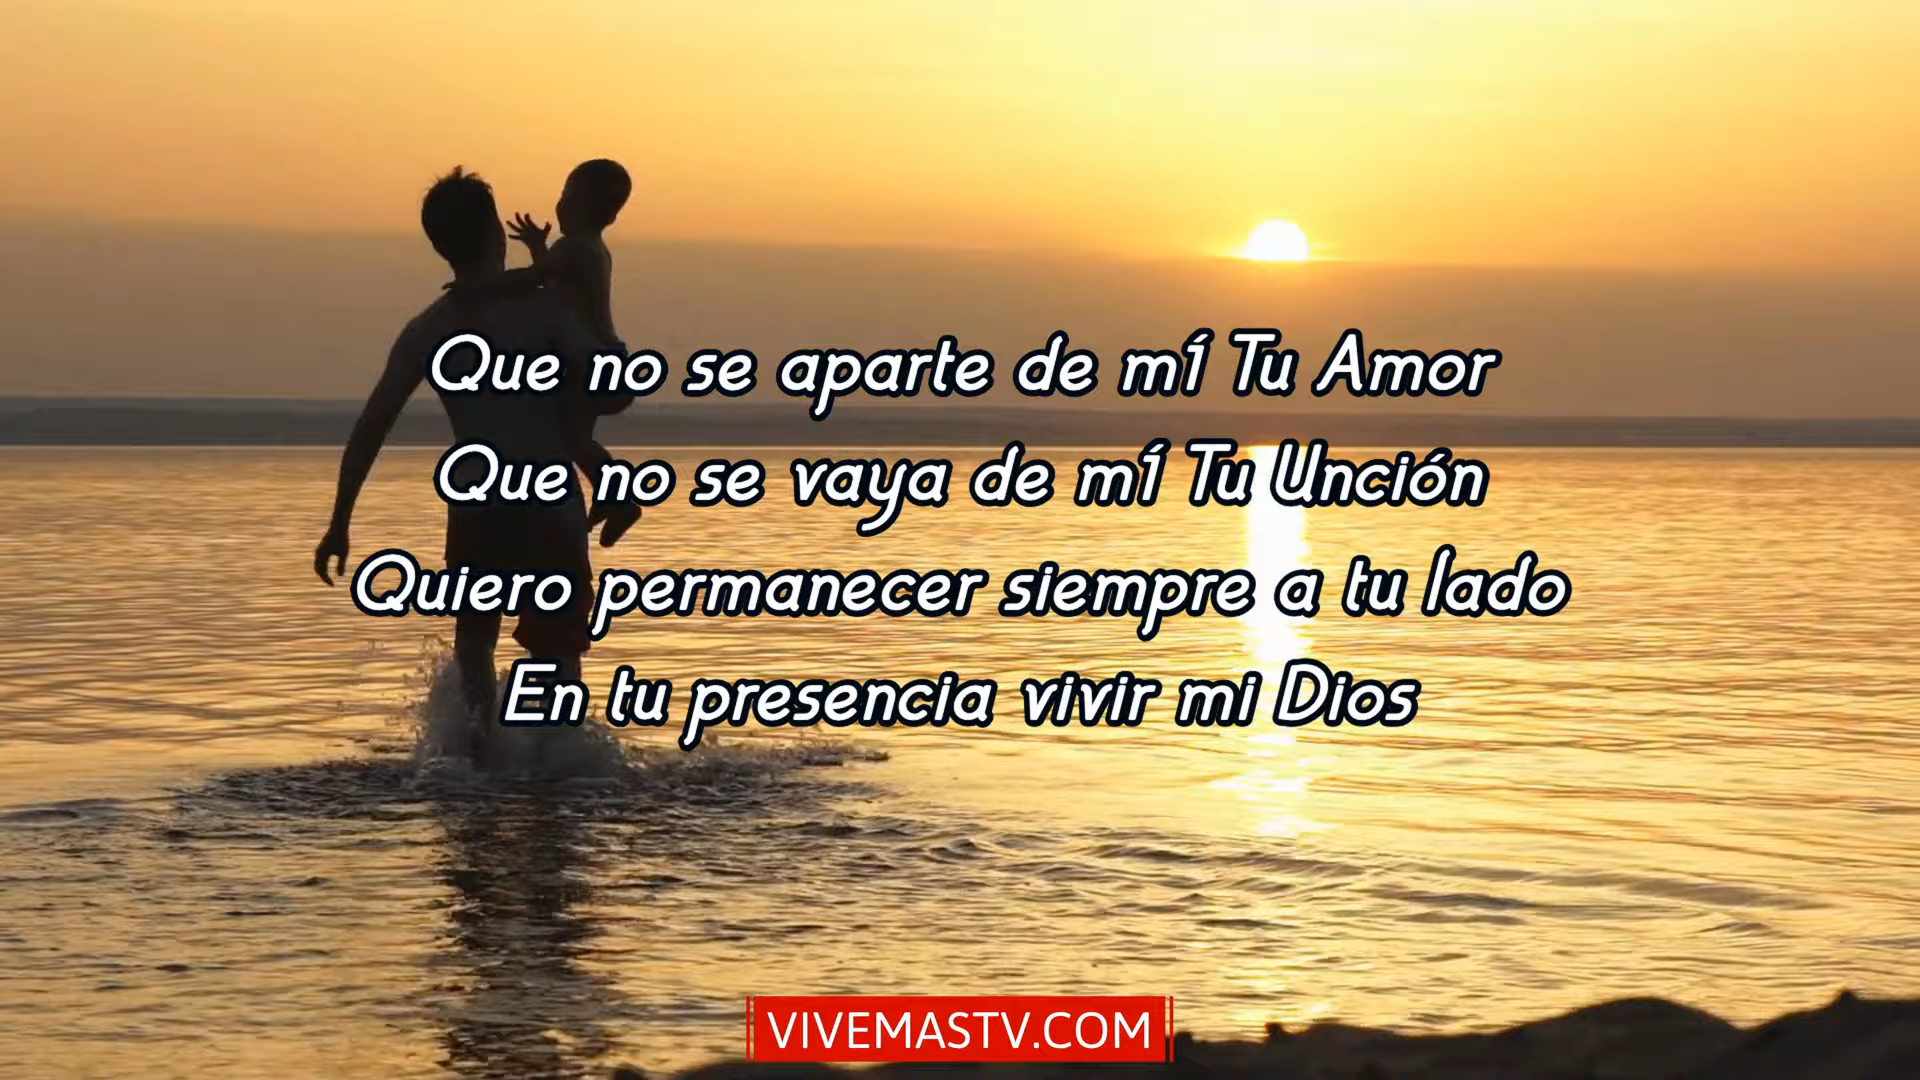 Que no se aparte de mí Tu Amor
Que no se vaya de mí Tu Unción
Quiero permanecer siempre a tu lado
En tu presencia vivir mi Dios
VIVEMASTV.COM